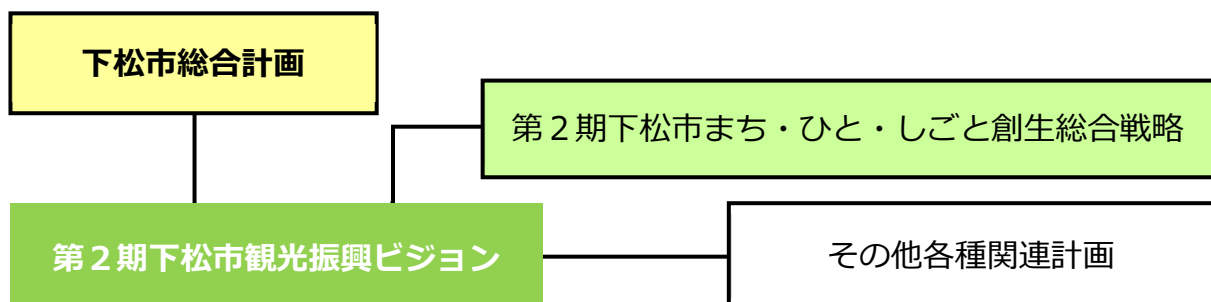 下松市総合計画
第２期下松市まち・ひと・しごと創生総合戦略
第２期下松市観光振興ビジョン
その他各種関連計画